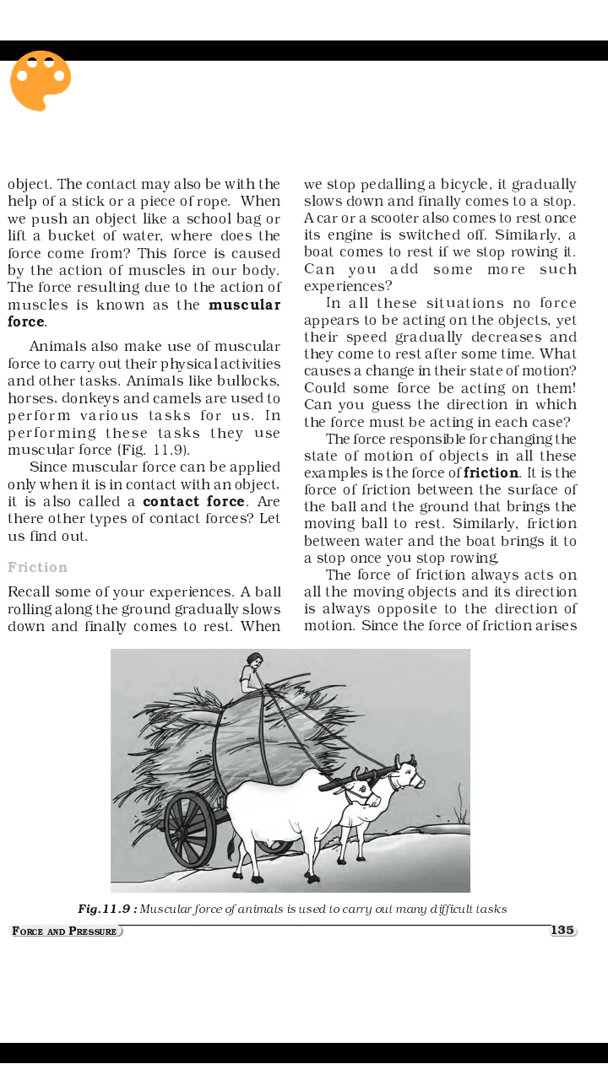 object. The contact may also be with the
help of a stick or a piece of rope. When
we push an object like a school bag or
lift a bucket of water, where does the
force come from? This force is caused
by the action of muscles in our body.
The force resulting due to the action of
muscles is known as the muscular
force.
Animals also make use of muscular
force to carry out their physical activities
and other tasks. Animals like bullocks,
horses, donkeys and camels are used to
perform various tasks for us. In
performing these tasks they use
muscular force (Fig. 11.9).
Since muscular force can be applied
only when it is in contact with an object,
it is also called a contact force. Are
there other types of contact forces? Let
us find out.
Friction
Recall some of your experiences. A ball
rolling along the ground gradually slows
down and finally comes to rest. When
we stop pedalling a bicycle, it gradually
slows down and finally comes to a stop.
A car or a scooter also comes to rest once
its engine is switched off. Similarly, a
boat comes to rest if we stop rowing it.
Can you add some more such
experiences?
In all these situations no force
appears to be acting on the objects, yet
their speed gradually decreases and
they come to rest after some time. What
causes a change in their state of motion?
Could some force be acting on them!
Can you guess the direction in which
the force must be acting in each case?
The force responsible for changing the
state of motion of objects in all these
examples is the force of friction. It is the
force of friction between the surface of
the ball and the ground that brings the
moving ball to rest. Similarly, friction
between water and the boat brings it to
a stop once you stop rowing.
The force of friction always acts on
all the moving objects and its direction
is always opposite to the direction of
motion. Since the force of friction arises
Fig.11.9 : Muscular force of animals is used to carry out many difficult tasks
FORCE AND PRESSURE
135